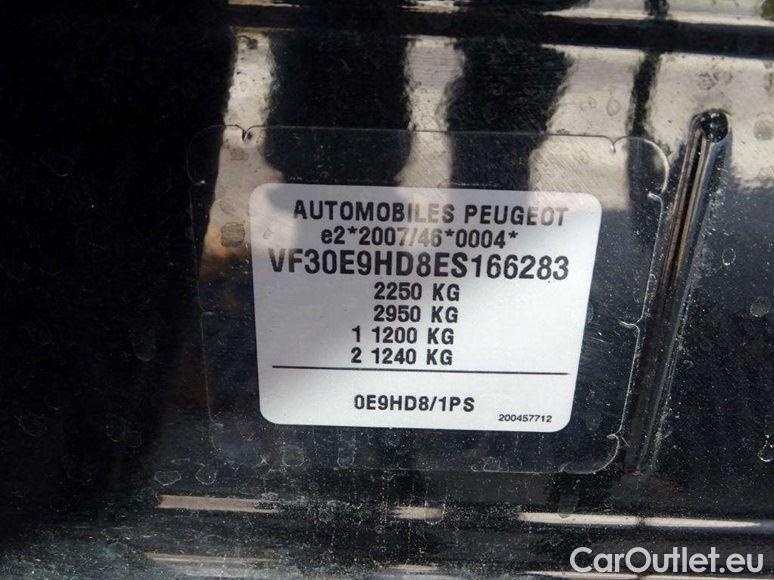 AUTOMOBILES PEUGEOT
e2*2007/46*0004*
VF30E9HD8ES166283
2250 KG
2950 KG
1 1200 KG
2 1240 KG
0E9HD8/1PS
200457712
CarOutlet.eu